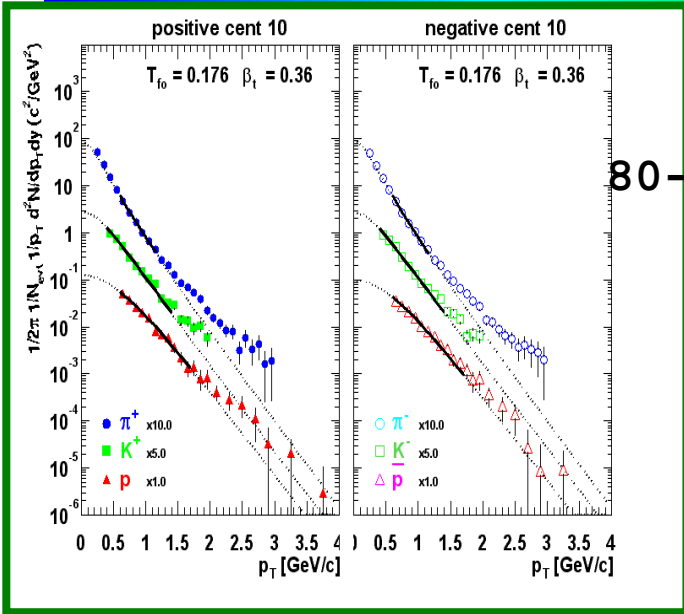 positive cent 10
negative cent 10
T_fo = 0.176 β_t = 0.36
T_fo = 0.176 β_t = 0.36
1/2π 1/N_evt 1/p_T d²N/dp_Tdy (c²/GeV²)
10³
10²
10
1
10⁻¹
10⁻²
10⁻³
10⁻⁴
10⁻⁵
10⁻⁶
80-
π⁺ x10.0
K⁺ x5.0
p x1.0
π⁻ x10.0
K⁻ x5.0
p̅ x1.0
0 0.5 1 1.5 2 2.5 3 3.5 4
0.5 1 1.5 2 2.5 3 3.5 4
p_T [GeV/c]
p_T [GeV/c]